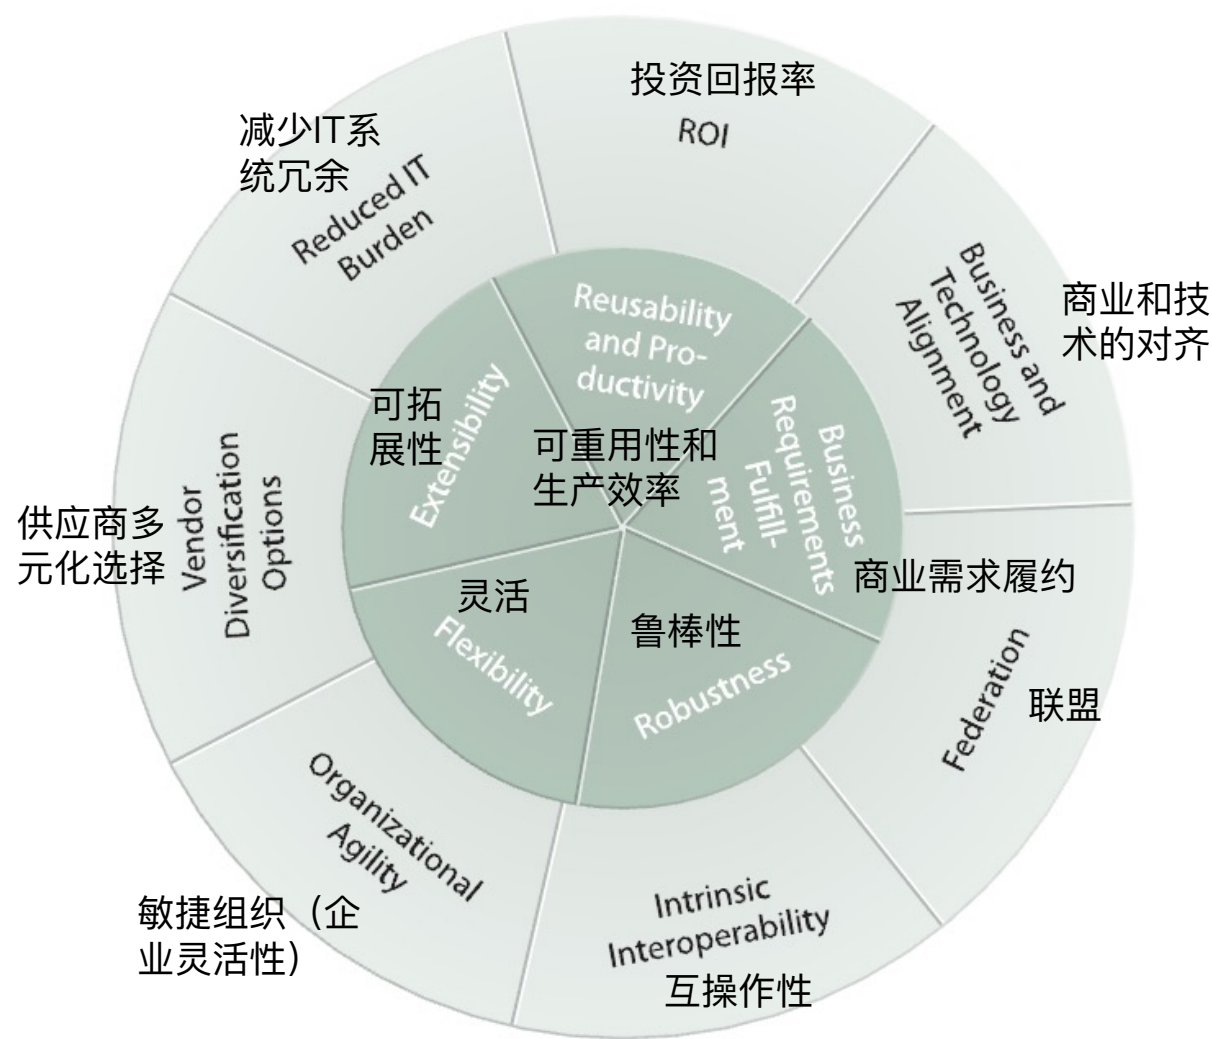 投资回报率
ROI
减少IT系
统冗余
Reduced IT
Burden
Business and
Technology
Alignment
商业和技
术的对齐
Reusability
and Pro-
ductivity
可重用性和
生产效率
可拓
展性
Extensibility
Business
Requirements
Fulfill-
ment
商业需求履约
供应商多
元化选择
Vendor
Diversification
Options
灵活
Flexibility
鲁棒性
Robustness
Federation
联盟
Organizational
Agility
敏捷组织（企
业灵活性）
Intrinsic
Interoperability
互操作性